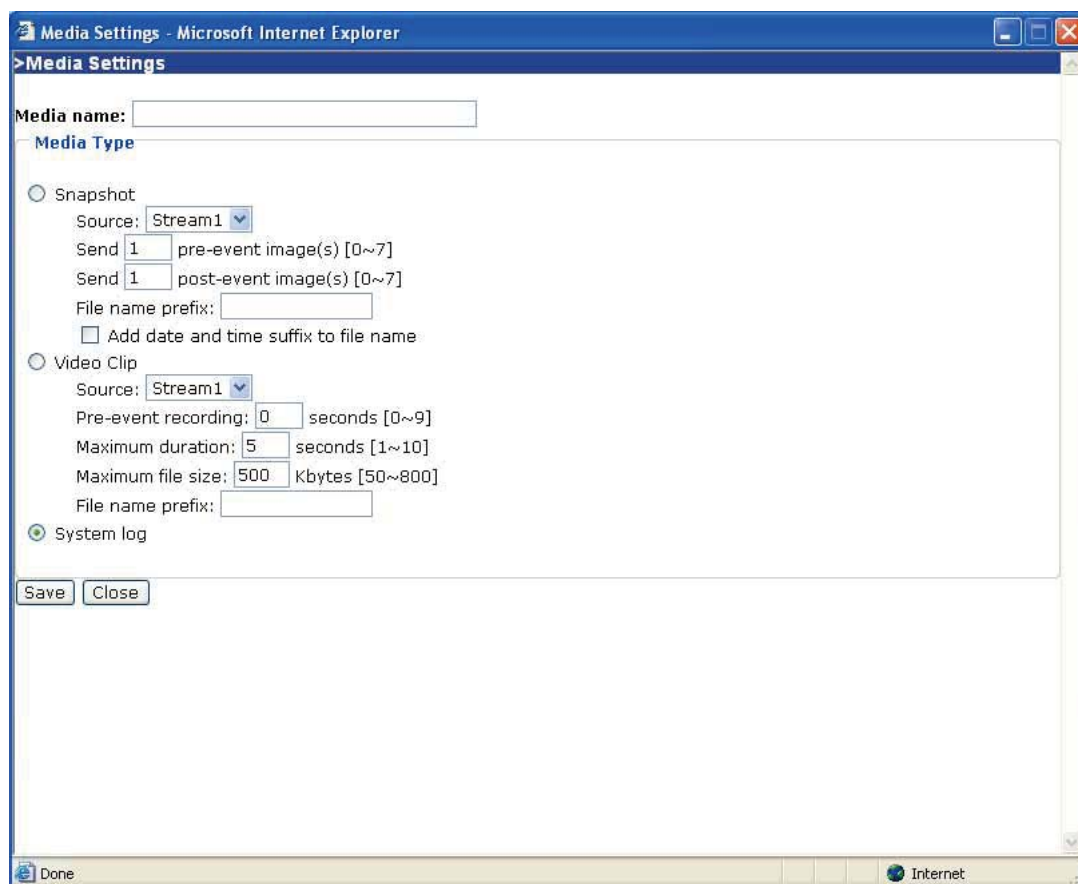 Media Settings - Microsoft Internet Explorer
>Media Settings
Media name:
Media Type
Snapshot
Source: Stream1
Send 1 pre-event image(s) [0~7]
Send 1 post-event image(s) [0~7]
File name prefix:
Add date and time suffix to file name
Video Clip
Source: Stream1
Pre-event recording: 0 seconds [0~9]
Maximum duration: 5 seconds [1~10]
Maximum file size: 500 Kbytes [50~800]
File name prefix:
System log
Save Close
Done Internet